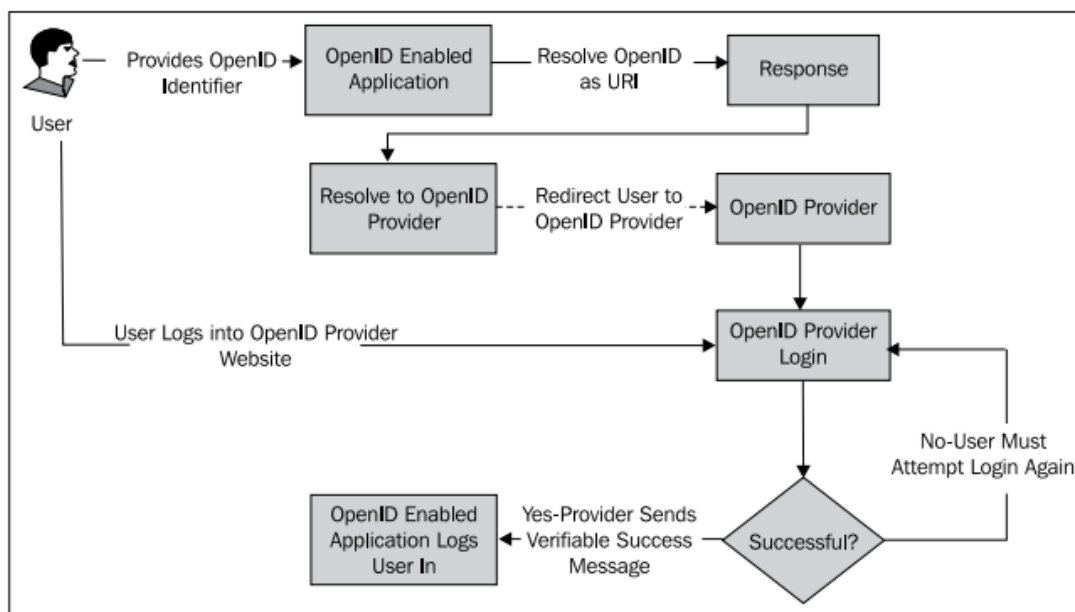 Provides OpenID
Identifier
OpenID Enabled
Application
Resolve OpenID
as URI
Response
User
Resolve to OpenID
Provider
Redirect User to
OpenID Provider
OpenID Provider
User Logs into OpenID Provider
Website
OpenID Provider
Login
No-User Must
Attempt Login Again
OpenID Enabled
Application Logs
User In
Yes-Provider Sends
Verifiable Success
Message
Successful?